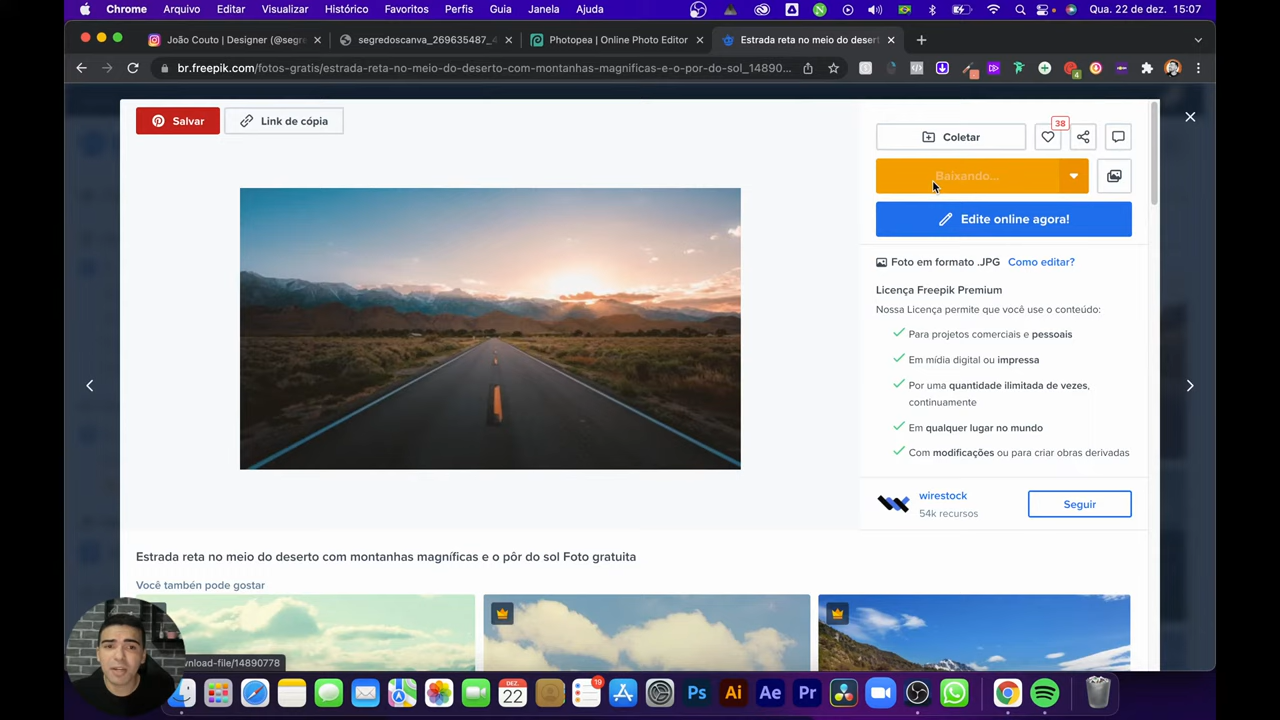 Chrome Arquivo Editar Visualizar Histórico Favoritos Perfis Guia Janela Ajuda Qua. 22 de dez. 15:07
João Couto | Designer (@segre segredoscanva_269635487_4 Photopea | Online Photo Editor Estrada reta no meio do desert
br.freepik.com/fotos-gratis/estrada-reta-no-meio-do-deserto-com-montanhas-magnificas-e-o-por-do-sol_14890...
Salvar Link de cópia
38
Coletar
Baixando...
Edite online agora!
Foto em formato .JPG Como editar?
Licença Freepik Premium
Nossa Licença permite que você use o conteúdo:
Para projetos comerciais e pessoais
Em mídia digital ou impressa
Por uma quantidade ilimitada de vezes,
continuamente
Em qualquer lugar no mundo
Com modificações ou para criar obras derivadas
wirestock
54k recursos
Seguir
Estrada reta no meio do deserto com montanhas magníficas e o pôr do sol Foto gratuita
Você também pode gostar
wnload-file/14890778
DEZ.
22
19
Ps Ai Ae Pr